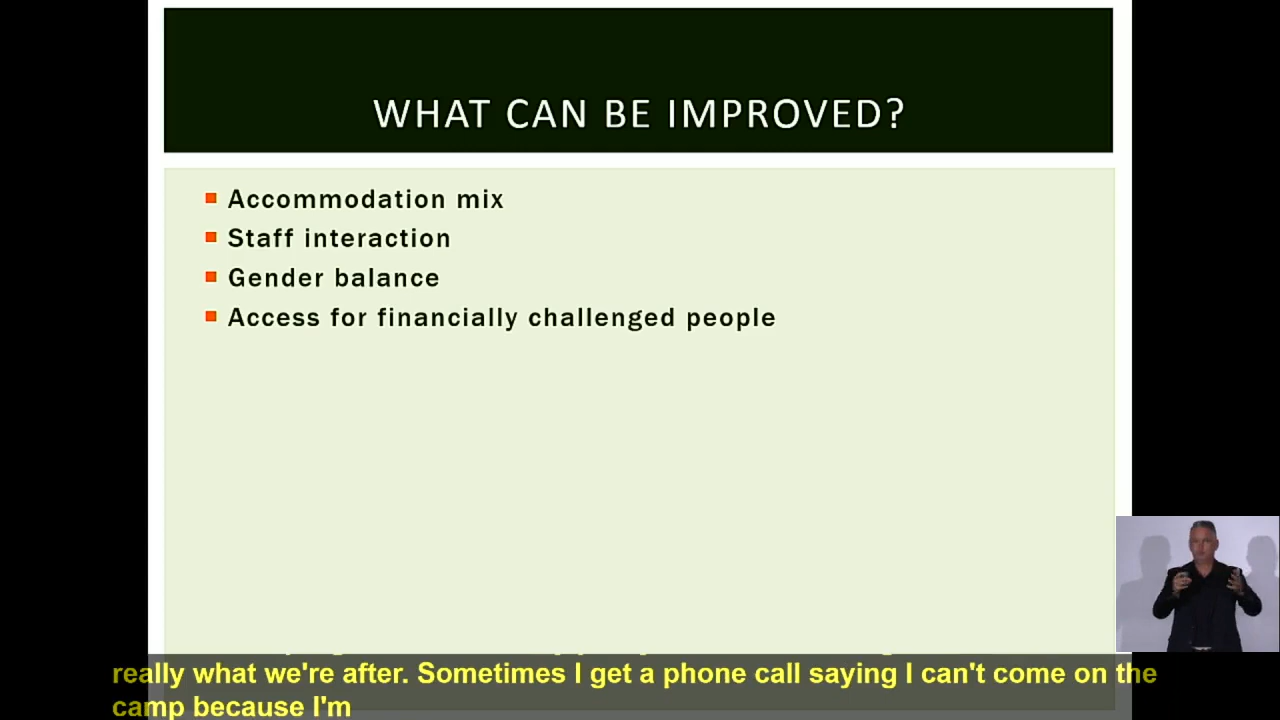 WHAT CAN BE IMPROVED?
Accommodation mix
Staff interaction
Gender balance
Access for financially challenged people
really what we're after. Sometimes I get a phone call saying I can't come on the
camp because I'm